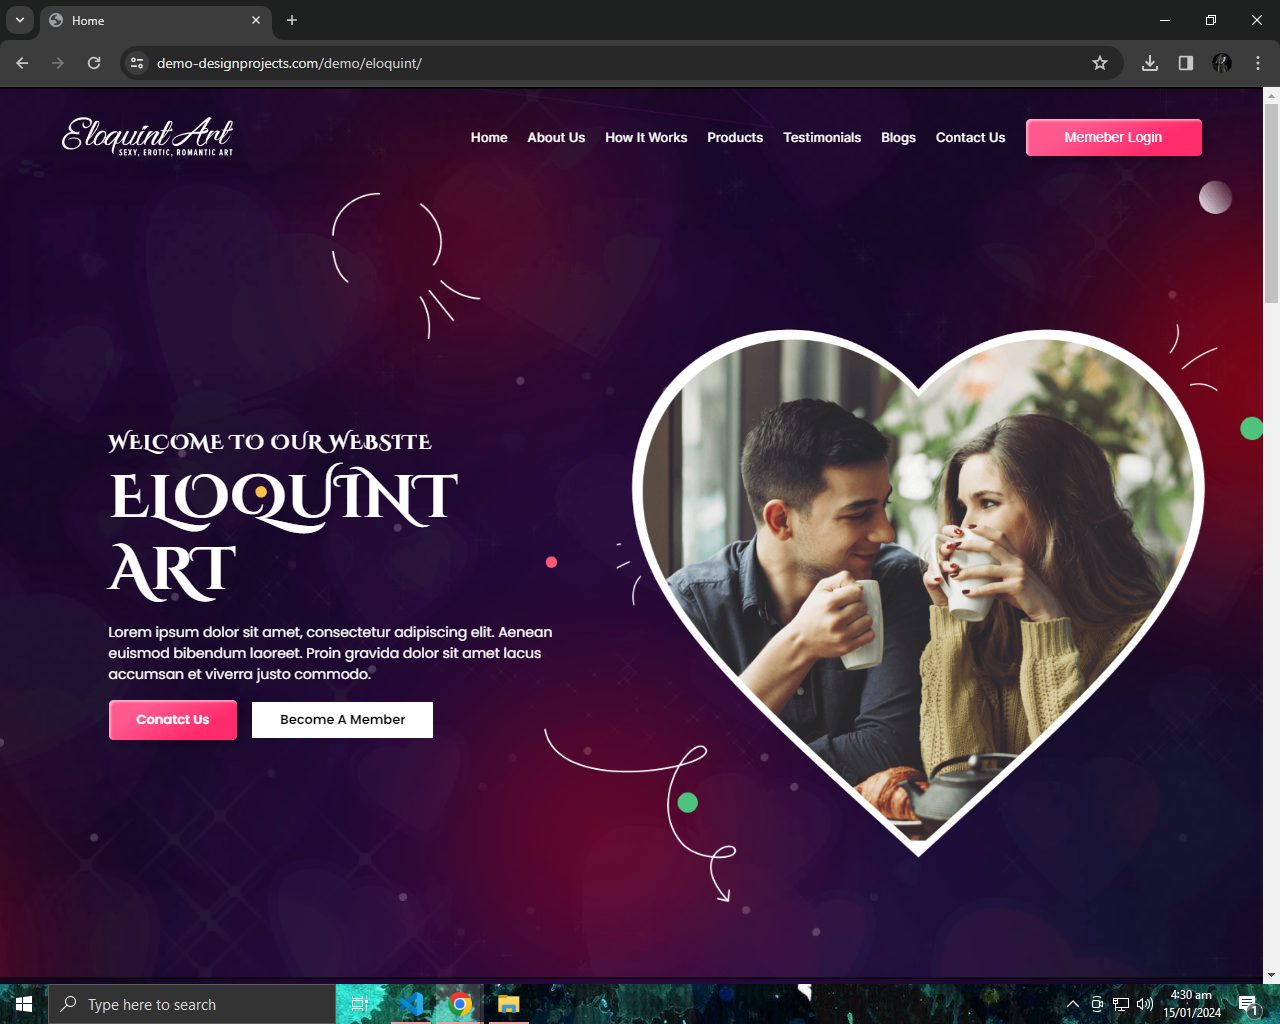 Home
demo-designprojects.com/demo/eloquint/
Eloquint Art
SEXY, EROTIC, ROMANTIC ART
Home About Us How It Works Products Testimonials Blogs Contact Us Memeber Login
WELCOME TO OUR WEBSITE
ELOQUINT
ART
Lorem ipsum dolor sit amet, consectetur adipiscing elit. Aenean
euismod bibendum laoreet. Proin gravida dolor sit amet lacus
accumsan et viverra justo commodo.
Conatct Us Become A Member
Type here to search
4:30 am
15/01/2024
1